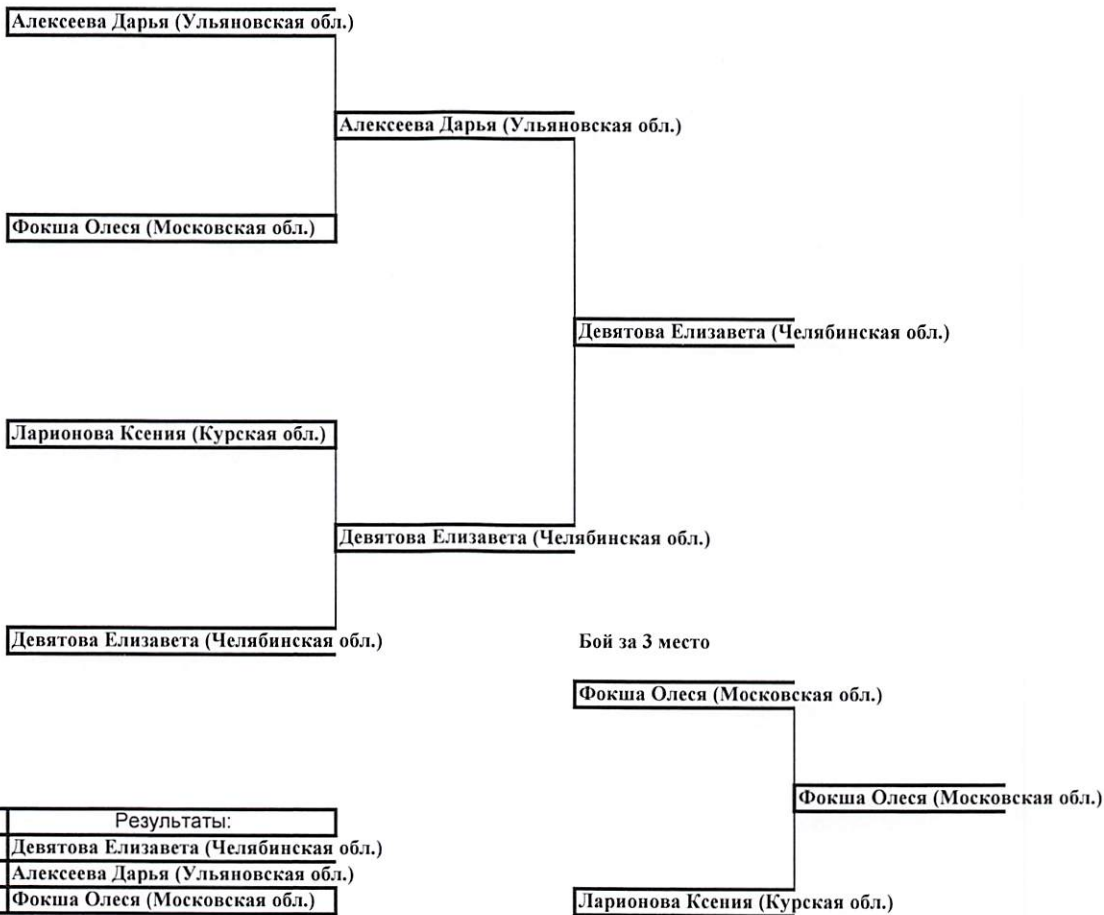 Алексеева Дарья (Ульяновская обл.)
Алексеева Дарья (Ульяновская обл.)
Фокша Олеся (Московская обл.)
Девятова Елизавета (Челябинская обл.)
Ларионова Ксения (Курская обл.)
Девятова Елизавета (Челябинская обл.)
Девятова Елизавета (Челябинская обл.)
Бой за 3 место
Фокша Олеся (Московская обл.)
Фокша Олеся (Московская обл.)
Ларионова Ксения (Курская обл.)
Результаты:
Девятова Елизавета (Челябинская обл.)
Алексеева Дарья (Ульяновская обл.)
Фокша Олеся (Московская обл.)